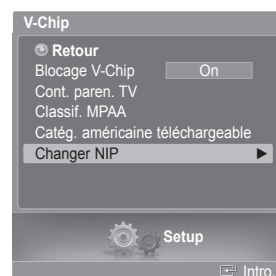 V-Chip
Retour
Blocage V-Chip On
Cont. paren. TV
Classif. MPAA
Catég. américaine téléchargeable
Changer NIP
Setup
Intro